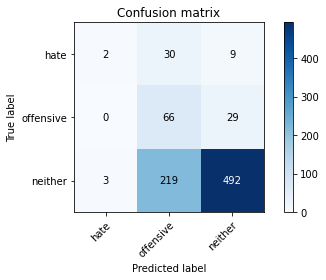 Confusion matrix
True label
hate 2 30 9
offensive 0 66 29
neither 3 219 492
hate offensive neither
Predicted label
400
300
200
100
0